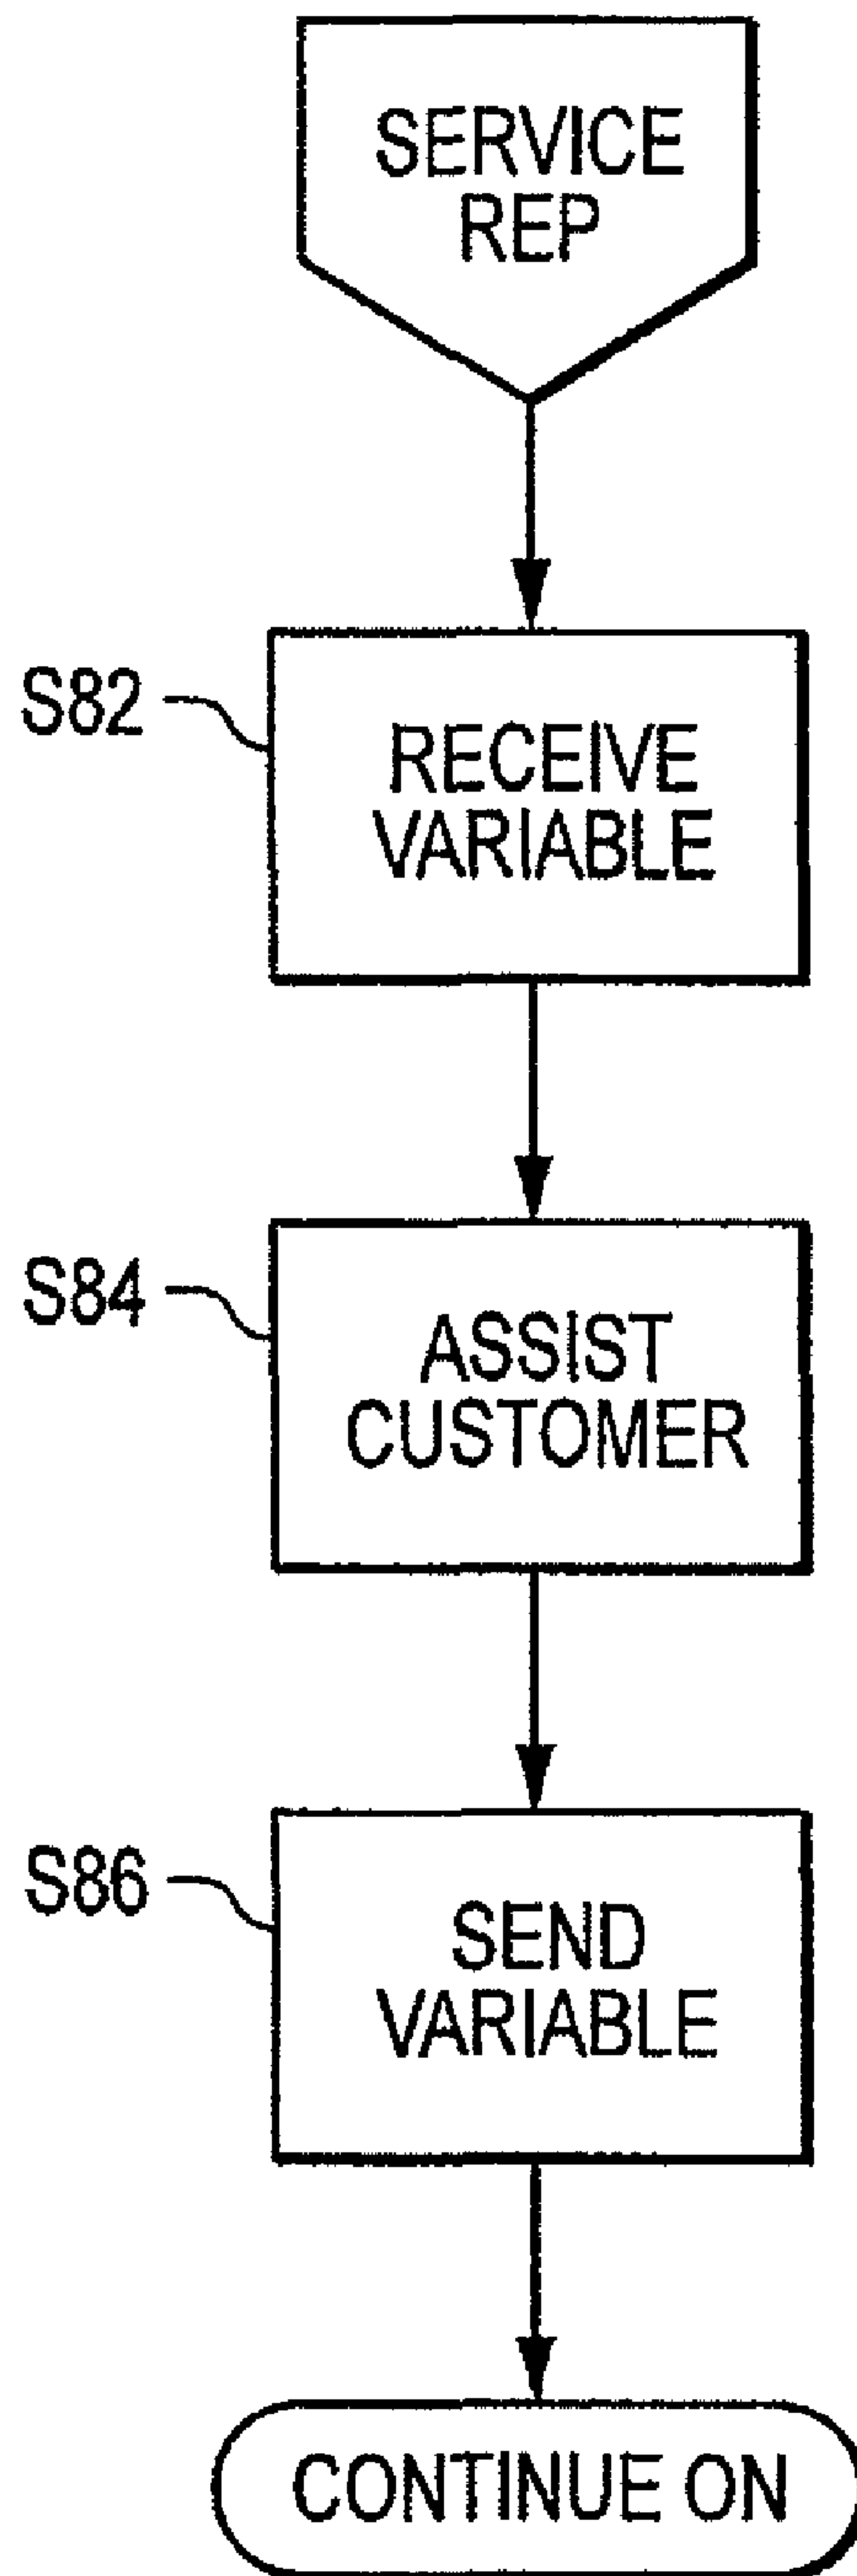 SERVICE
REP
S82
RECEIVE
VARIABLE
S84
ASSIST
CUSTOMER
S86
SEND
VARIABLE
CONTINUE ON